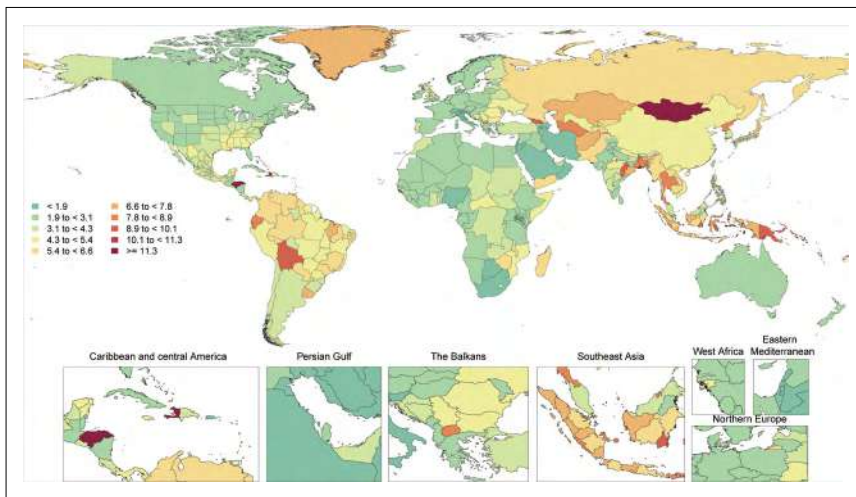 < 1.9
1.9 to < 3.1
3.1 to < 4.3
4.3 to < 5.4
5.4 to < 6.6
6.6 to < 7.8
7.8 to < 8.9
8.9 to < 10.1
10.1 to < 11.3
>= 11.3
Caribbean and central America
Persian Gulf
The Balkans
Southeast Asia
West Africa
Eastern
Mediterranean
Northern Europe